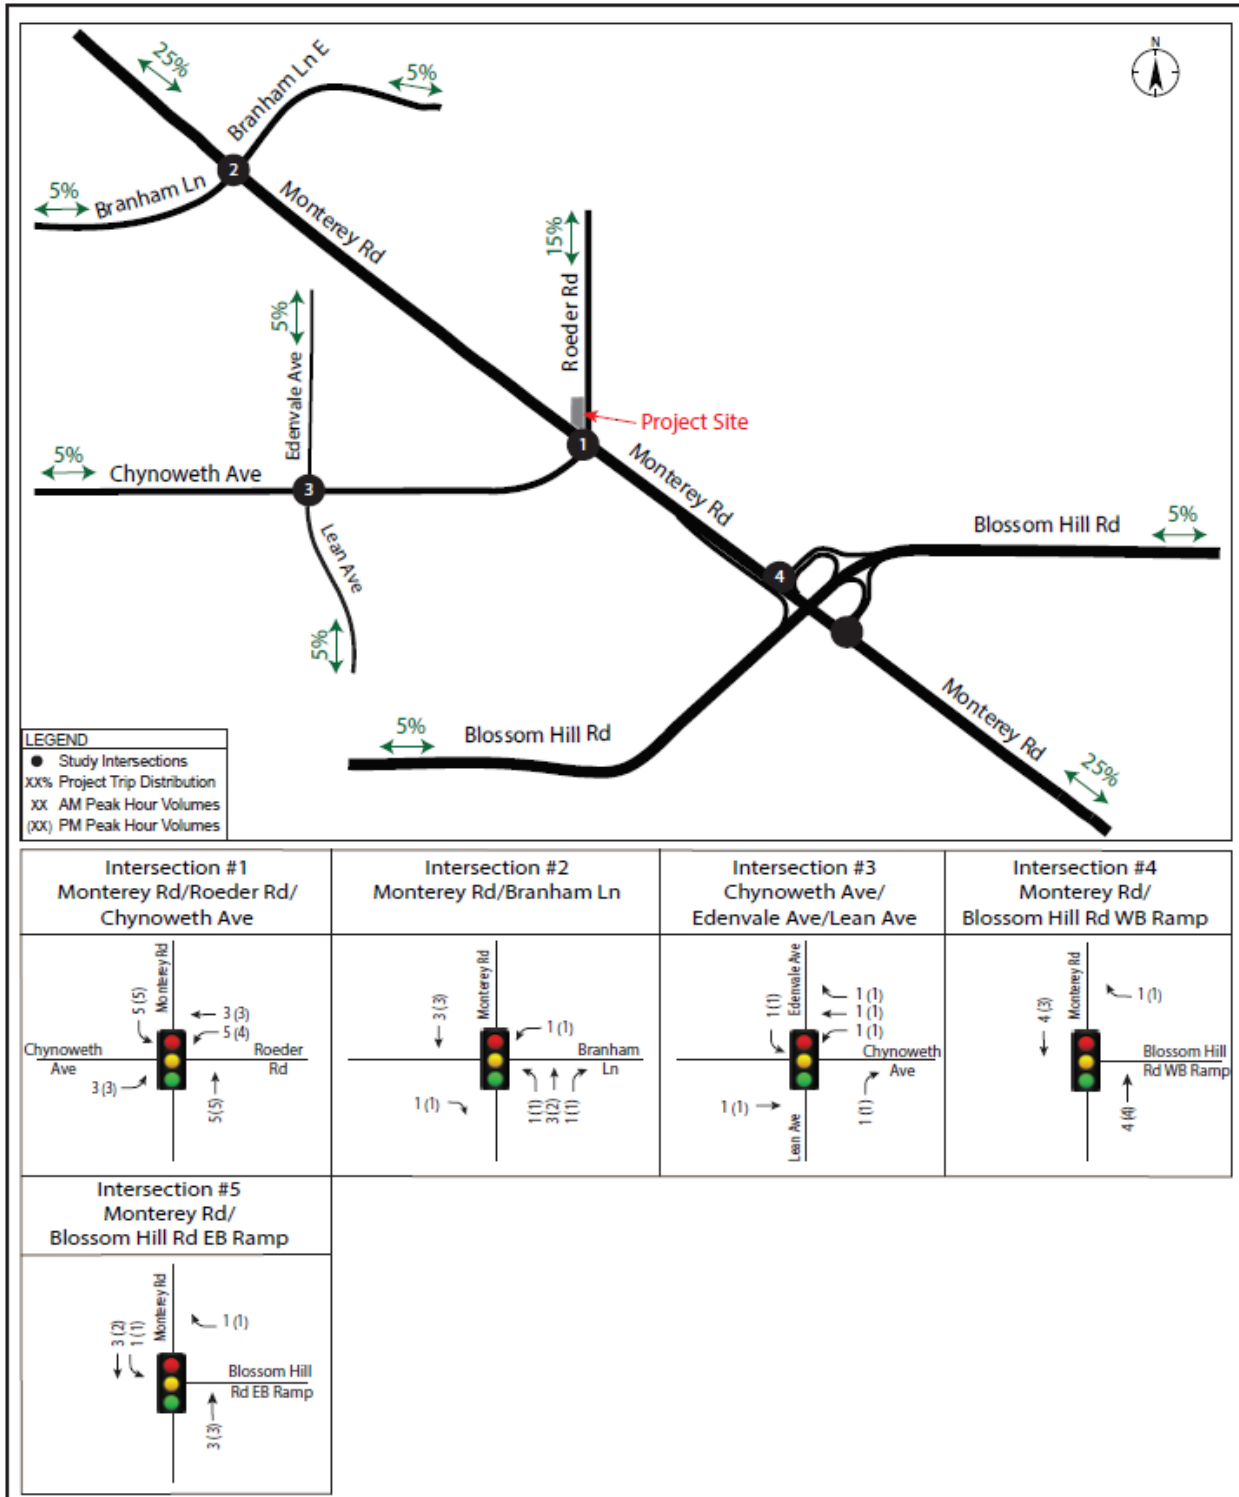 N
25%
Branham Ln E
5%
2
5%
Branham Ln
Monterey Rd
15%
Roeder Rd
5%
Edenvale Ave
Project Site
1
5%
Chynoweth Ave
3
Monterey Rd
Lean Ave
5%
Blossom Hill Rd
5%
4
5%
Blossom Hill Rd
Monterey Rd
25%
LEGEND
Study Intersections
XX% Project Trip Distribution
XX AM Peak Hour Volumes
(XX) PM Peak Hour Volumes
Intersection #1
Monterey Rd/Roeder Rd/
Chynoweth Ave
5 (5)
Monterey Rd
3 (3)
5 (4)
Chynoweth
Ave
Roeder
Rd
3 (3)
5 (5)
Intersection #2
Monterey Rd/Branham Ln
3 (3)
Monterey Rd
1 (1)
Branham
Ln
1 (1)
1 (1)
3 (2)
1 (1)
Intersection #3
Chynoweth Ave/
Edenvale Ave/Lean Ave
1 (1)
Edenvale Ave
1 (1)
1 (1)
1 (1)
Chynoweth
Ave
1 (1)
Lean Ave
1 (1)
Intersection #4
Monterey Rd/
Blossom Hill Rd WB Ramp
4 (3)
Monterey Rd
1 (1)
Blossom Hill
Rd WB Ramp
4 (4)
Intersection #5
Monterey Rd/
Blossom Hill Rd EB Ramp
3 (2)
1 (1)
Monterey Rd
1 (1)
Blossom Hill
Rd EB Ramp
3 (3)